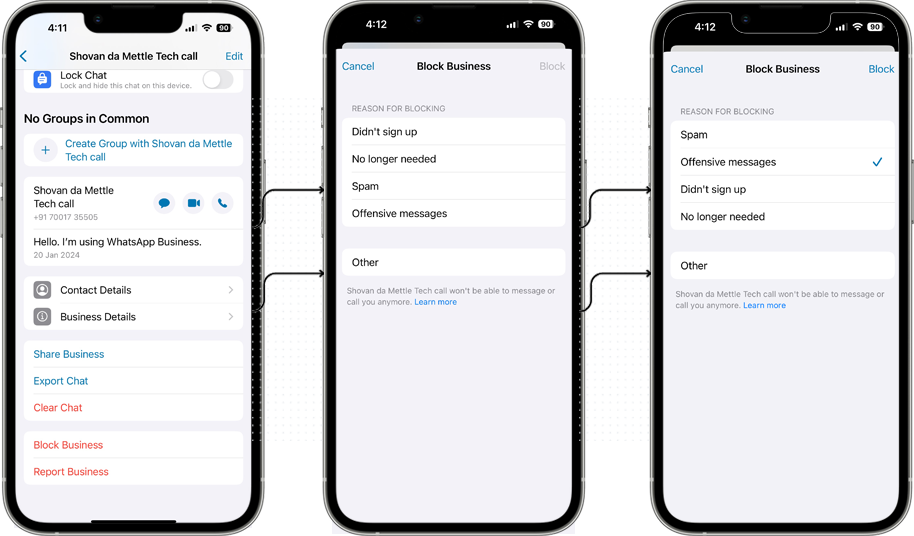 4:11
90
Shovan da Mettle Tech call
Edit
Lock Chat
Lock and hide this chat on this device.
No Groups in Common
Create Group with Shovan da Mettle
Tech call
Shovan da Mettle
Tech call
+91 70017 35505
Hello. I'm using WhatsApp Business.
20 Jan 2024
Contact Details
Business Details
Share Business
Export Chat
Clear Chat
Block Business
Report Business
4:12
90
Cancel
Block Business
Block
REASON FOR BLOCKING
Didn't sign up
No longer needed
Spam
Offensive messages
Other
Shovan da Mettle Tech call won't be able to message or
call you anymore. Learn more
4:12
90
Cancel
Block Business
Block
REASON FOR BLOCKING
Spam
Offensive messages
Didn't sign up
No longer needed
Other
Shovan da Mettle Tech call won't be able to message or
call you anymore. Learn more